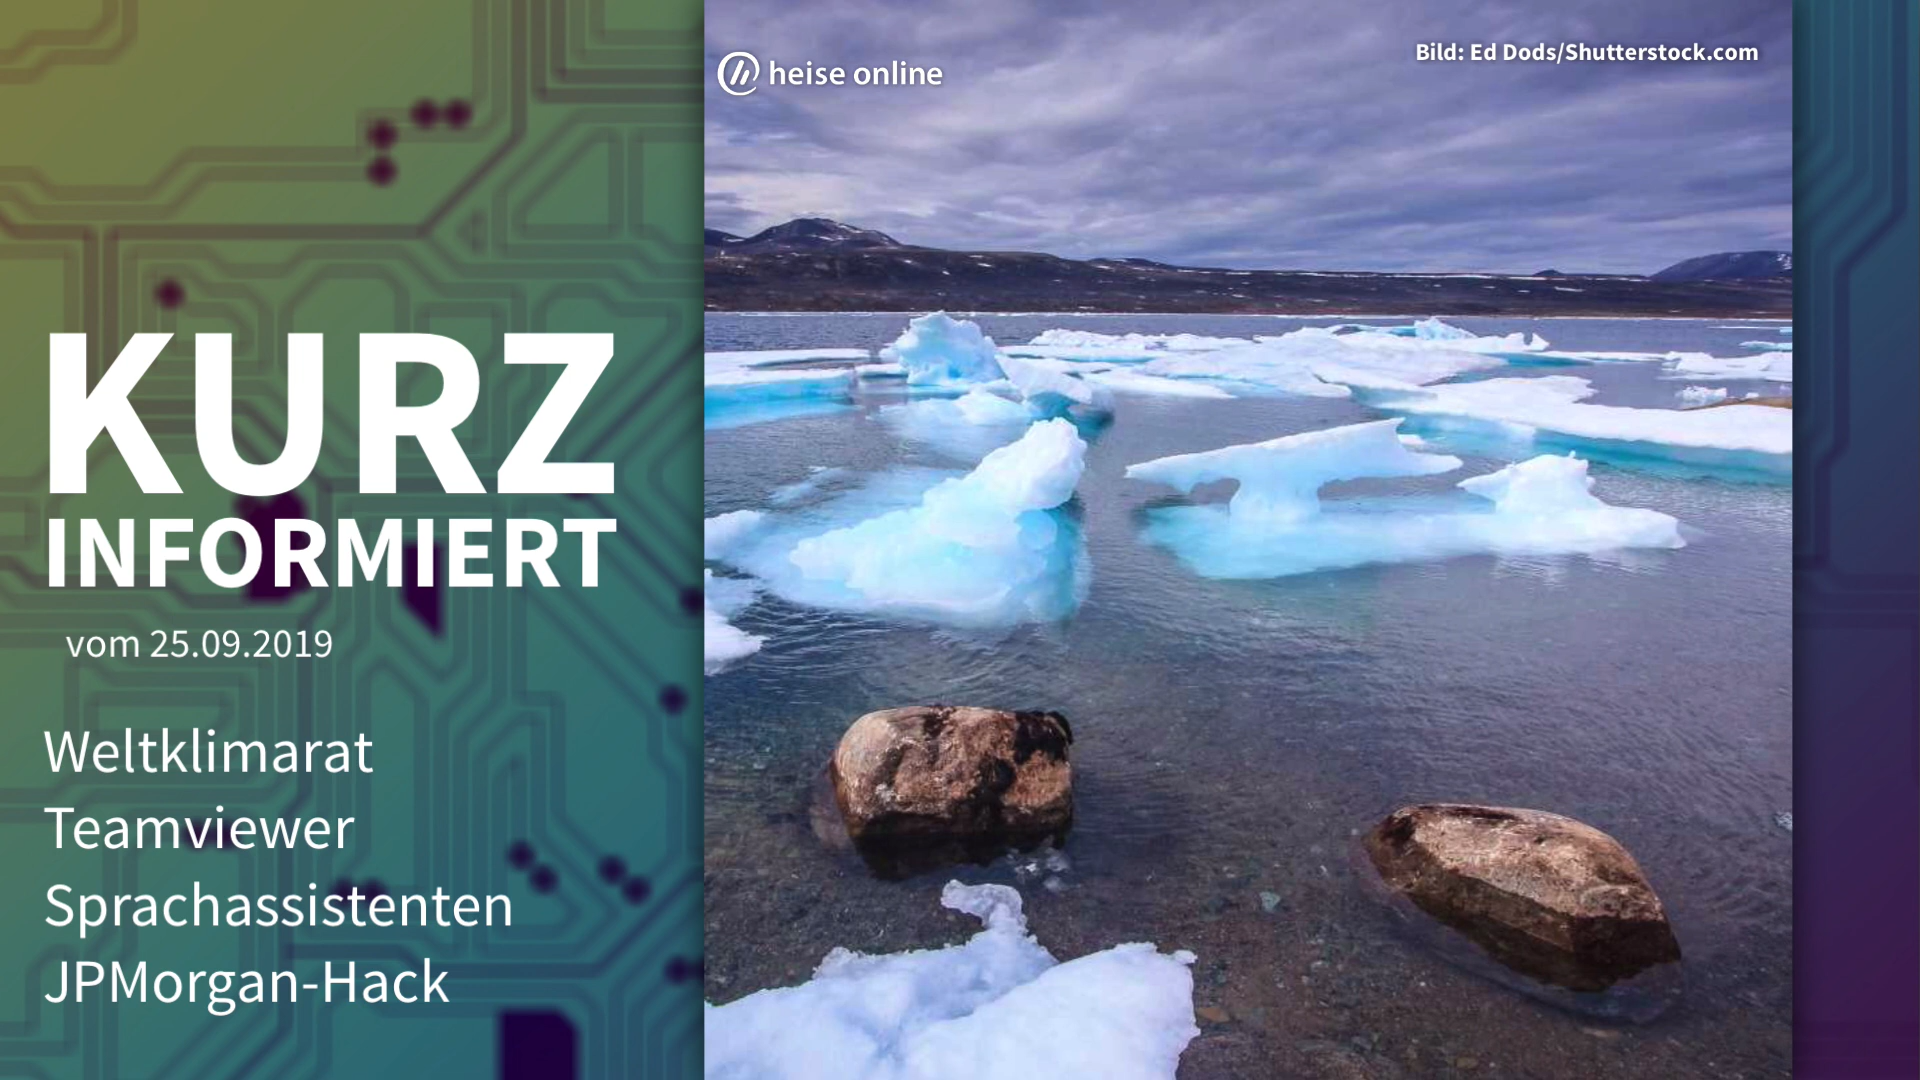 KURZ
INFORMIERT
vom 25.09.2019
Weltklimarat
Teamviewer
Sprachassistenten
JPMorgan-Hack
heise online
Bild: Ed Dods/Shutterstock.com